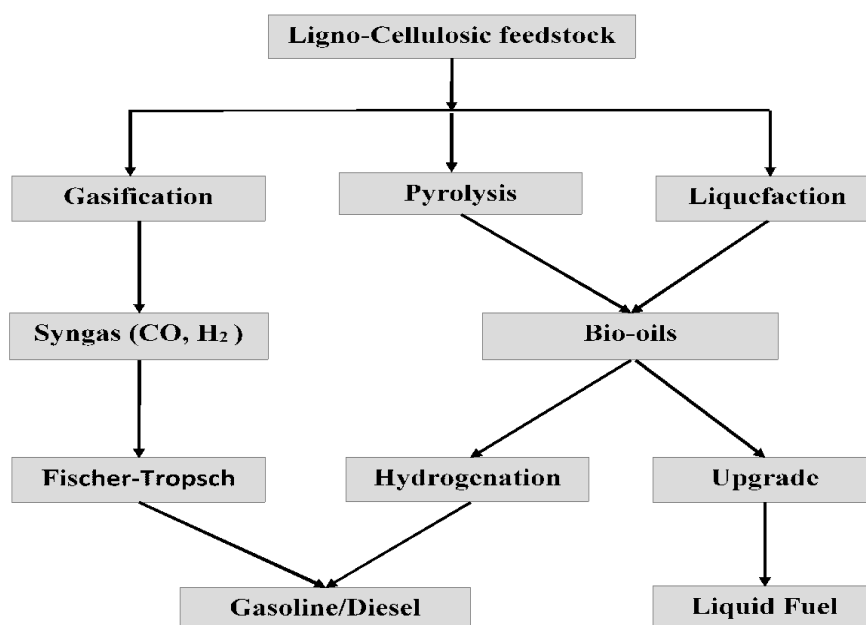 Ligno-Cellulosic feedstock
Gasification
Pyrolysis
Liquefaction
Syngas (CO, H₂ )
Bio-oils
Fischer-Tropsch
Hydrogenation
Upgrade
Gasoline/Diesel
Liquid Fuel